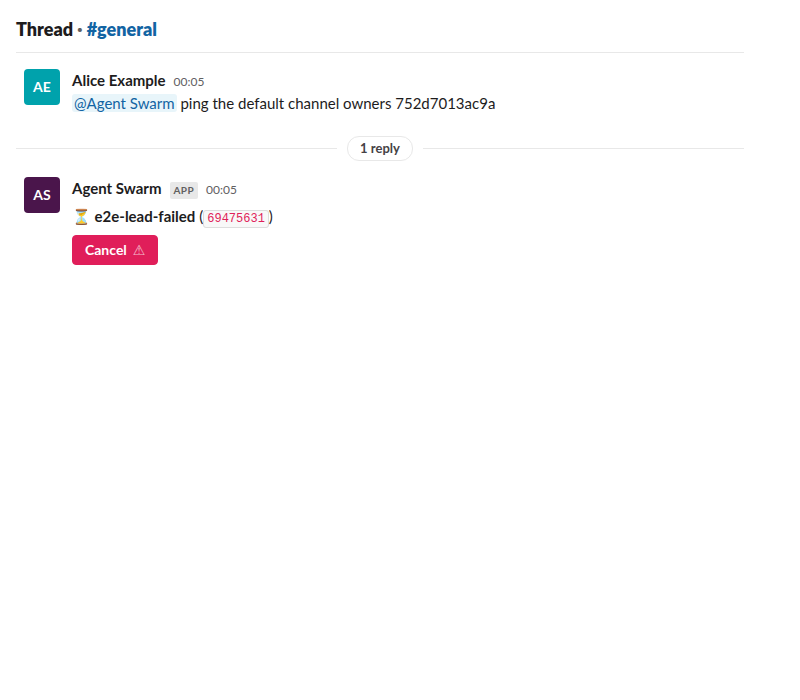 Thread • #general
AE
Alice Example 00:05
@Agent Swarm ping the default channel owners 752d7013ac9a
1 reply
AS
Agent Swarm APP 00:05
⏳ e2e-lead-failed (69475631)
Cancel ⚠